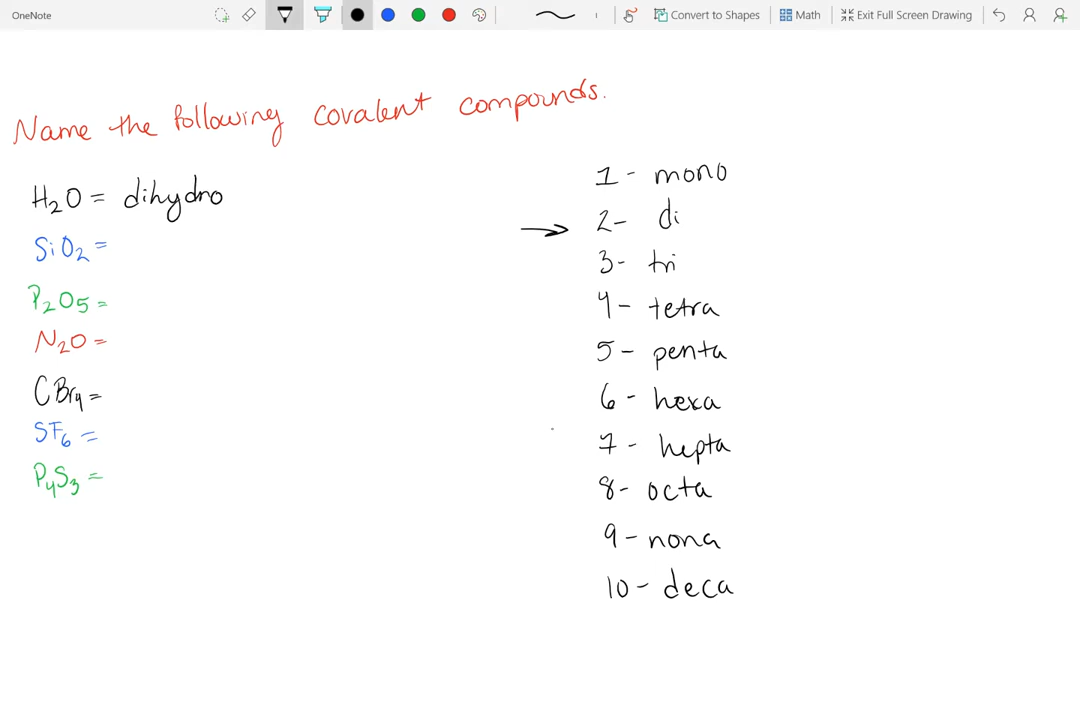 OneNote
Convert to Shapes
Math
Exit Full Screen Drawing
Name the following covalent compounds.
H₂O = dihydro
SiO₂ =
P₂O₅ =
N₂O =
CBr₄ =
SF₆ =
P₄S₃ =
1 - mono
2 - di
3 - tri
4 - tetra
5 - penta
6 - hexa
7 - hepta
8 - octa
9 - nona
10 - deca